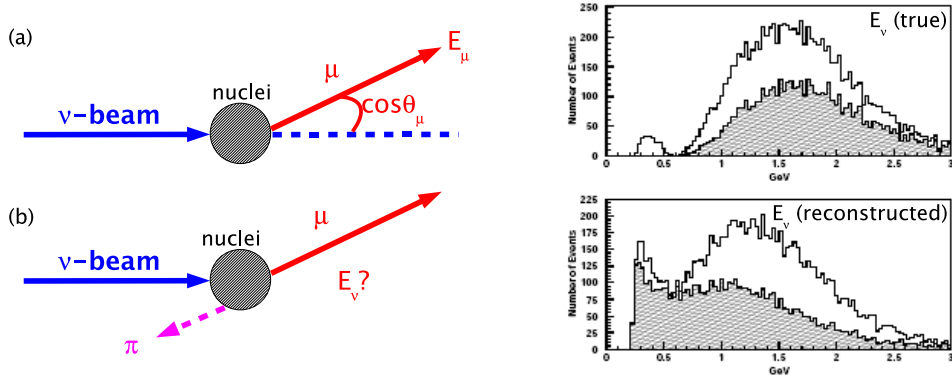 (a)
E_μ
μ
nuclei
cosθ_μ
ν-beam
(b)
μ
nuclei
ν-beam
E_ν?
π
E_ν (true)
Number of Events
250
200
150
100
50
0
0 0.5 1 1.5 2 2.5 3
GeV
E_ν (reconstructed)
Number of Events
225
200
175
150
125
100
75
50
25
0
0 0.5 1 1.5 2 2.5 3
GeV